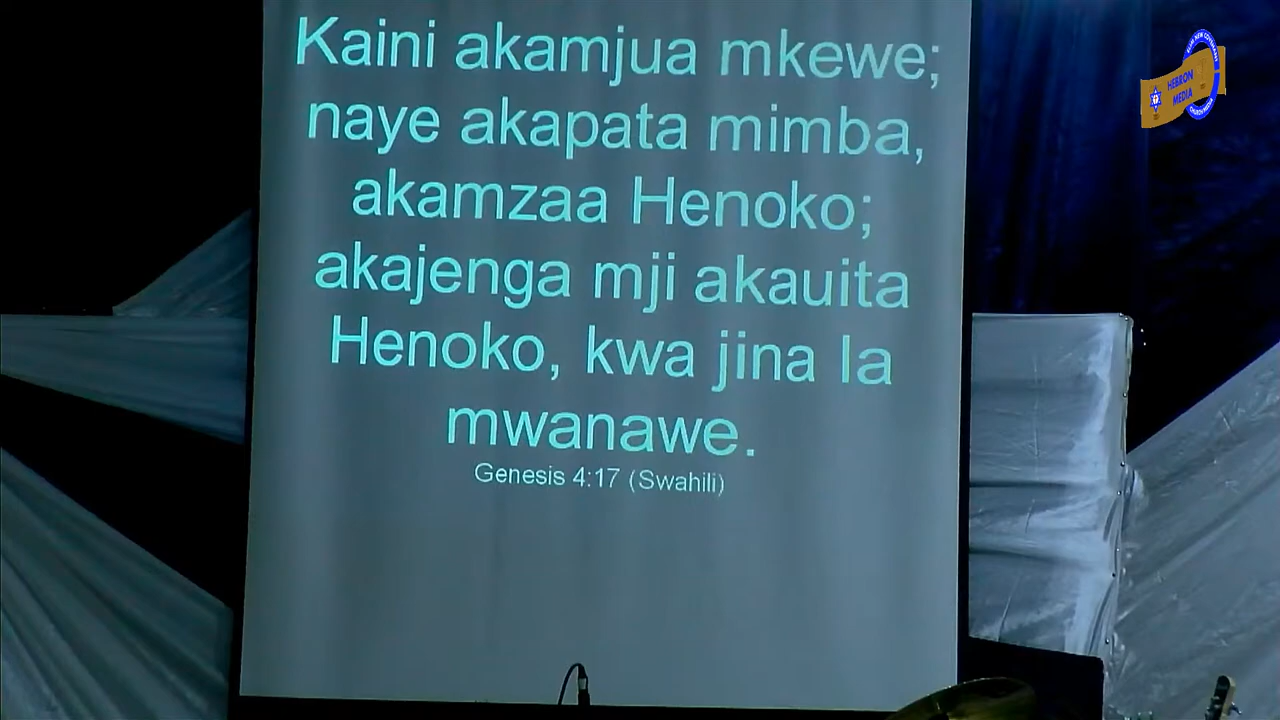 Kaini akamjua mkewe;
naye akapata mimba,
akamzaa Henoko;
akajenga mji akauita
Henoko, kwa jina la
mwanawe.
Genesis 4:17 (Swahili)
HEBRON
MEDIA